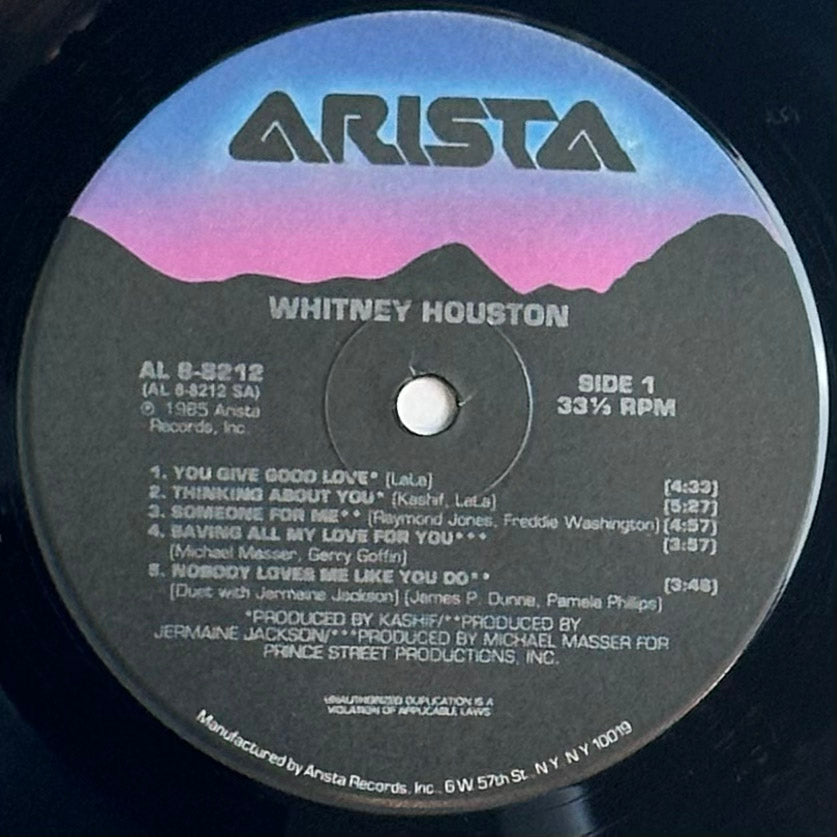 ARISTA
WHITNEY HOUSTON
AL 8-8212
(AL 8-8212 SA)
℗ 1985 Arista
Records, Inc.
SIDE 1
33⅓ RPM
1. YOU GIVE GOOD LOVE* [LaLa] [4:33]
2. THINKING ABOUT YOU* [Kashif, LaLa] [5:27]
3. SOMEONE FOR ME** [Raymond Jones, Freddie Washington] [4:57]
4. SAVING ALL MY LOVE FOR YOU*** [3:57]
[Michael Masser, Gerry Goffin]
5. NOBODY LOVES ME LIKE YOU DO** [3:46]
[Duet with Jermaine Jackson] [James P. Dunne, Pamela Phillips]
*PRODUCED BY KASHIF/**PRODUCED BY
JERMAINE JACKSON/***PRODUCED BY MICHAEL MASSER FOR
PRINCE STREET PRODUCTIONS, INC.
UNAUTHORIZED DUPLICATION IS A
VIOLATION OF APPLICABLE LAWS
Manufactured by Arista Records, Inc., 6 W. 57th St. N.Y. N.Y. 10019